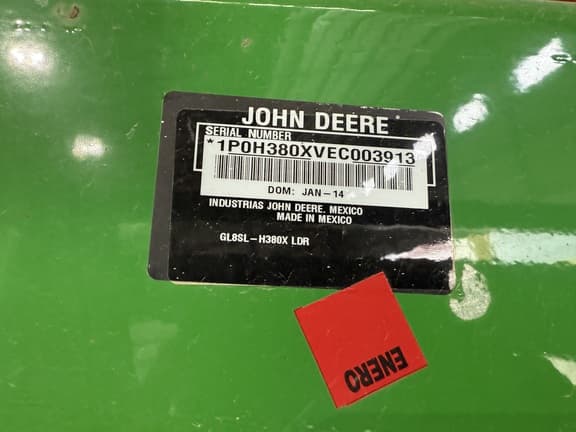 JOHN DEERE
SERIAL NUMBER
*1P0H380XVEC003913
DOM: JAN-14
INDUSTRIAS JOHN DEERE. MEXICO
MADE IN MEXICO
GL8SL-H380X LDR
ENERO